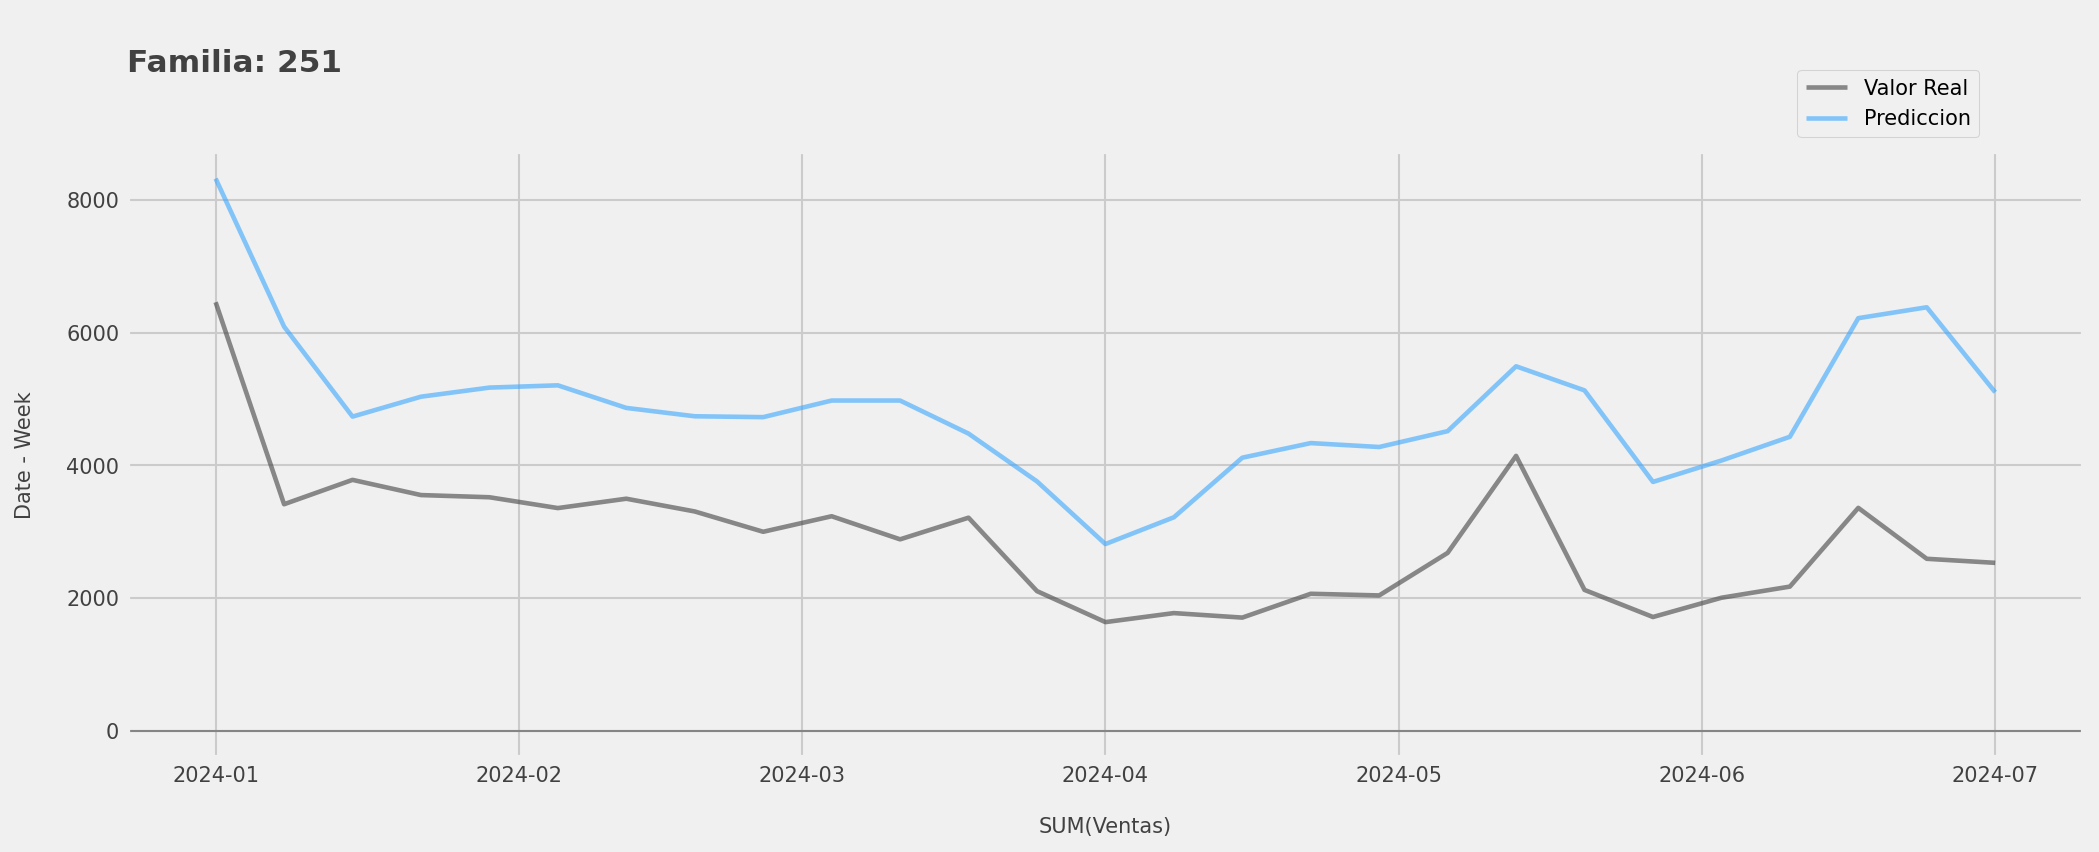 Familia: 251
Valor Real
Prediccion
8000
6000
4000
2000
0
Date - Week
2024-01 2024-02 2024-03 2024-04 2024-05 2024-06 2024-07
SUM(Ventas)